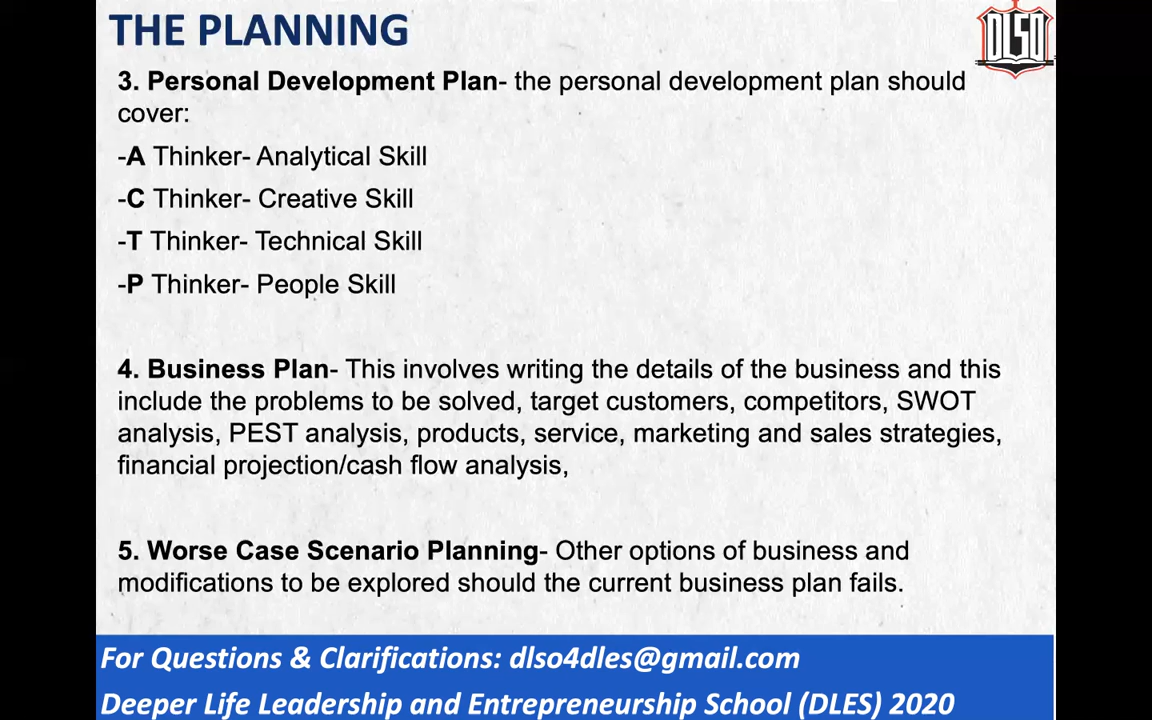 THE PLANNING
DLSO
3. Personal Development Plan- the personal development plan should
cover:
-A Thinker- Analytical Skill
-C Thinker- Creative Skill
-T Thinker- Technical Skill
-P Thinker- People Skill
4. Business Plan- This involves writing the details of the business and this
include the problems to be solved, target customers, competitors, SWOT
analysis, PEST analysis, products, service, marketing and sales strategies,
financial projection/cash flow analysis,
5. Worse Case Scenario Planning- Other options of business and
modifications to be explored should the current business plan fails.
For Questions & Clarifications: dlso4dles@gmail.com
Deeper Life Leadership and Entrepreneurship School (DLES) 2020